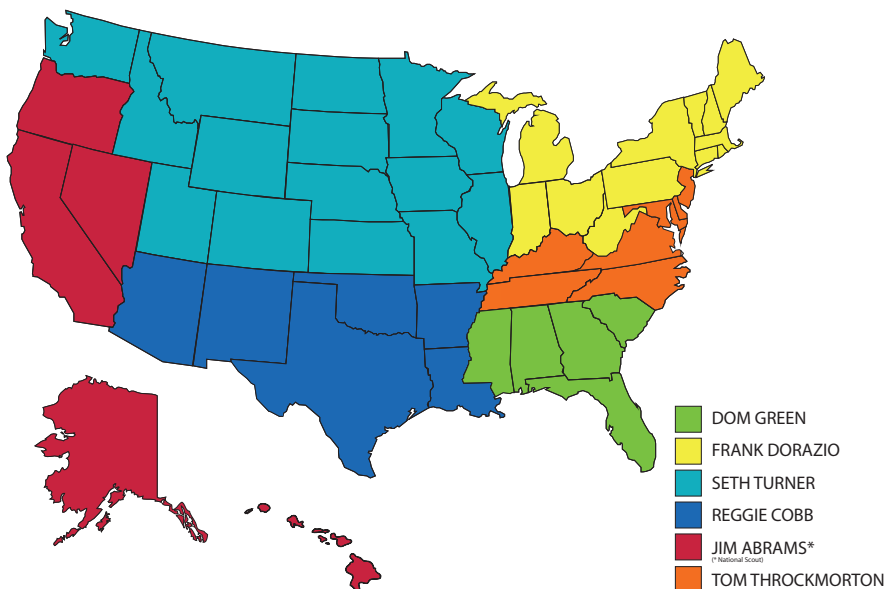 DOM GREEN
FRANK DORAZIO
SETH TURNER
REGGIE COBB
JIM ABRAMS*
(* National Scout)
TOM THROCKMORTON